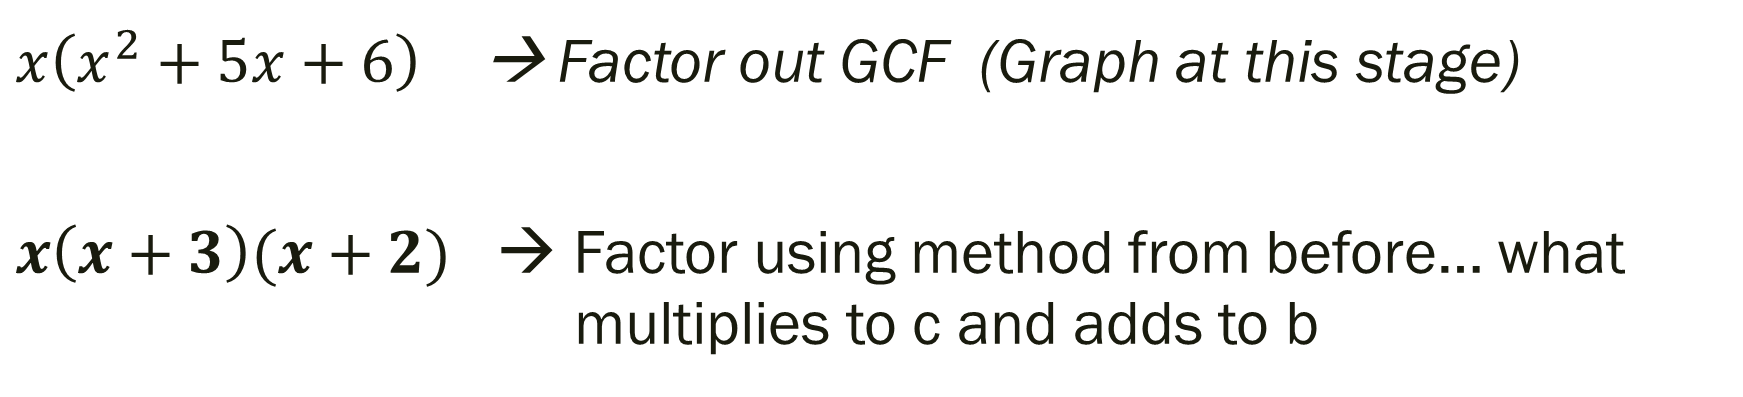 x(x² + 5x + 6) → Factor out GCF (Graph at this stage)
x(x + 3)(x + 2) → Factor using method from before... what
multiplies to c and adds to b